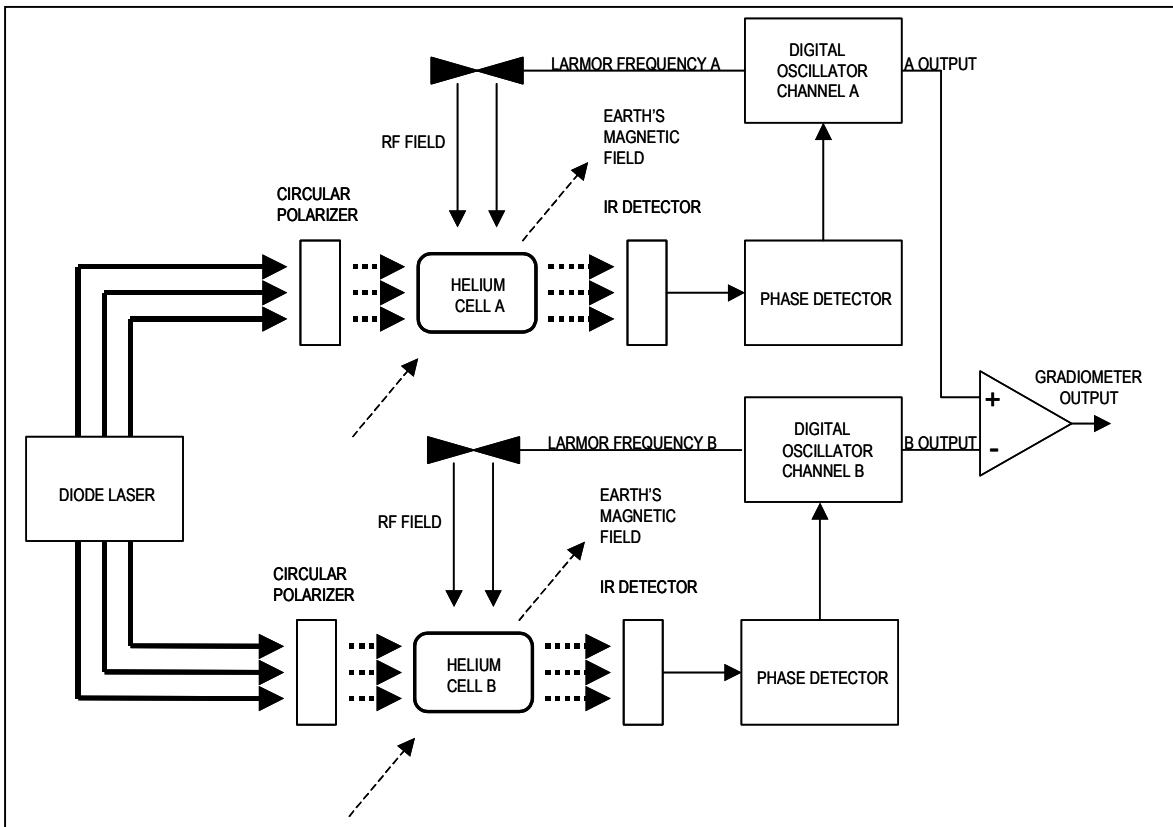 DIGITAL
OSCILLATOR
CHANNEL A
LARMOR FREQUENCY A
A OUTPUT
EARTH'S
MAGNETIC
FIELD
RF FIELD
CIRCULAR
POLARIZER
IR DETECTOR
HELIUM
CELL A
PHASE DETECTOR
GRADIOMETER
OUTPUT
+
-
DIGITAL
OSCILLATOR
CHANNEL B
LARMOR FREQUENCY B
B OUTPUT
DIODE LASER
EARTH'S
MAGNETIC
FIELD
RF FIELD
CIRCULAR
POLARIZER
IR DETECTOR
HELIUM
CELL B
PHASE DETECTOR